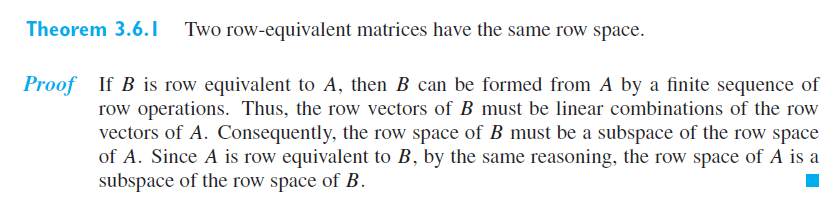 Theorem 3.6.1 Two row-equivalent matrices have the same row space.
Proof If B is row equivalent to A, then B can be formed from A by a finite sequence of
row operations. Thus, the row vectors of B must be linear combinations of the row
vectors of A. Consequently, the row space of B must be a subspace of the row space
of A. Since A is row equivalent to B, by the same reasoning, the row space of A is a
subspace of the row space of B.